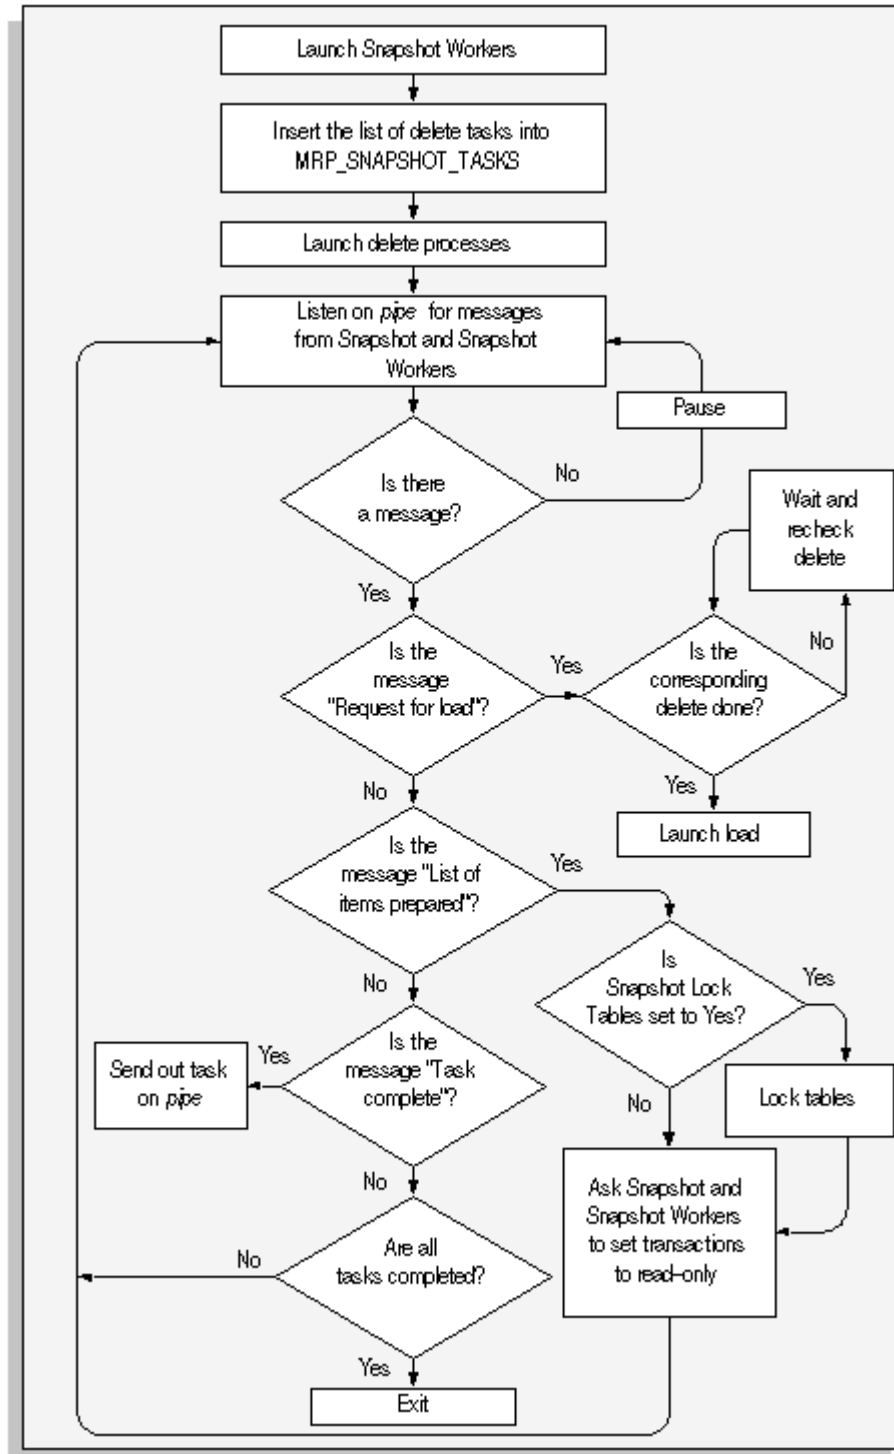 Launch Snapshot Workers
Insert the list of delete tasks into
MRP_SNAPSHOT_TASKS
Launch delete processes
Listen on pipe for messages
from Snapshot and Snapshot
Workers
Pause
Is there
a message?
No
Yes
Wait and
recheck
delete
Is the
message
"Request for load"?
Yes
Is the
corresponding
delete done?
No
No
Yes
Launch load
Is the
message "List of
items prepared"?
Yes
No
Is
Snapshot Lock
Tables set to Yes?
Yes
No
Lock tables
Is the
message "Task
complete"?
Yes
Send out task
on pipe
No
Ask Snapshot and
Snapshot Workers
to set transactions
to read-only
Are all
tasks completed?
No
Yes
Exit